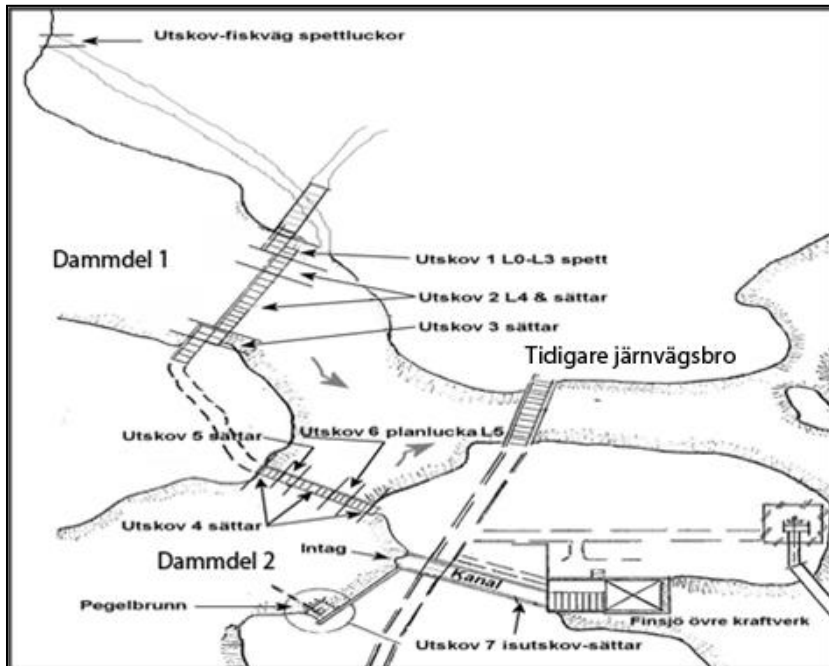 Utskov-fiskväg spettluckor
Dammdel 1
Utskov 1 L0-L3 spett
Utskov 2 L4 & sättar
Utskov 3 sättar
Tidigare järnvägsbro
Utskov 5 sättar
Utskov 6 planlucka L5
Utskov 4 sättar
Dammdel 2
Intag
Kanal
Pegelbrunn
Finsjö övre kraftverk
Utskov 7 isutskov-sättar